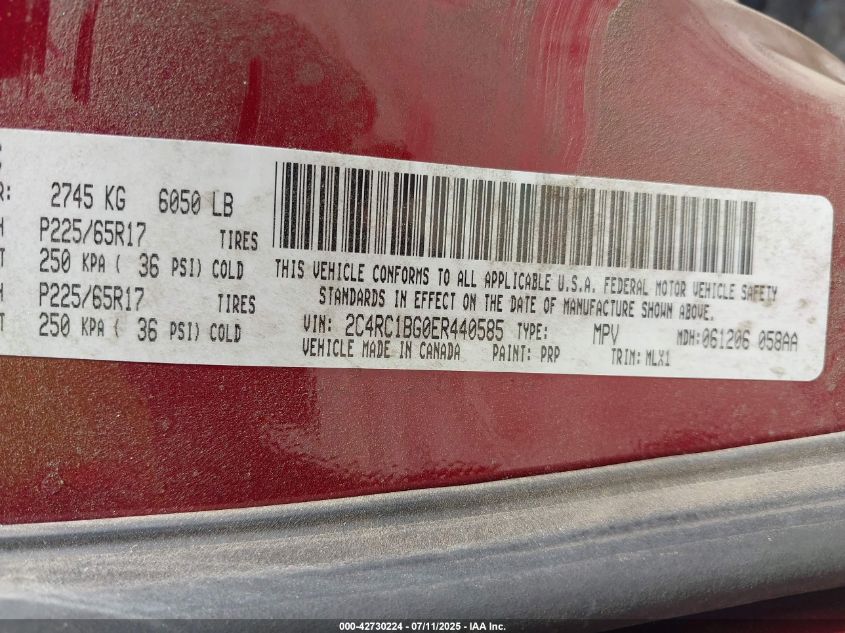 R: 2745 KG 6050 LB
P225/65R17 TIRES
250 KPA ( 36 PSI) COLD
P225/65R17 TIRES
250 KPA ( 36 PSI) COLD
THIS VEHICLE CONFORMS TO ALL APPLICABLE U.S.A. FEDERAL MOTOR VEHICLE SAFETY
STANDARDS IN EFFECT ON THE DATE OF MANUFACTURE SHOWN ABOVE.
VIN: 2C4RC1BG0ER440585 TYPE: MPV MDH:061206 058AA
VEHICLE MADE IN CANADA PAINT: PRP TRIM: MLX1
000-42730224 - 07/11/2025 - IAA Inc.